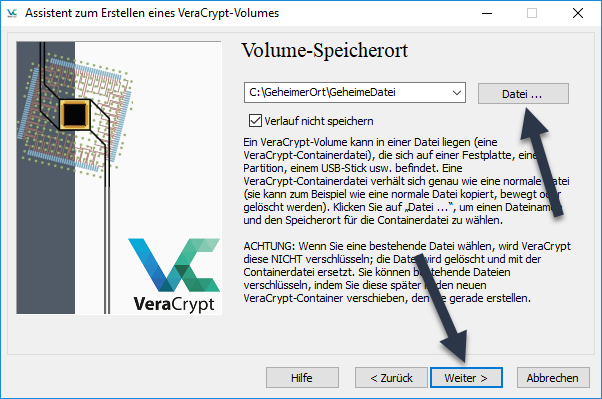 Assistent zum Erstellen eines VeraCrypt-Volumes
Volume-Speicherort
C:\GeheimerOrt\GeheimeDatei
Datei ...
Verlauf nicht speichern
Ein VeraCrypt-Volume kann in einer Datei liegen (eine
VeraCrypt-Containerdatei), die sich auf einer Festplatte, eine
Partition, einem USB-Stick usw. befindet. Eine
VeraCrypt-Containerdatei verhält sich genau wie eine normale Datei
(sie kann zum Beispiel wie eine normale Datei kopiert, bewegt oder
gelöscht werden). Klicken Sie auf „Datei ...“, um einen Dateinamen
und den Speicherort für die Containerdatei zu wählen.
ACHTUNG: Wenn Sie eine bestehende Datei wählen, wird VeraCrypt
diese NICHT verschlüsseln; die Datei wird gelöscht und mit der
Containerdatei ersetzt. Sie können bestehende Dateien
verschlüsseln, indem Sie diese später in den neuen
VeraCrypt-Container verschieben, den Sie gerade erstellen.
VeraCrypt
Hilfe
< Zurück
Weiter >
Abbrechen